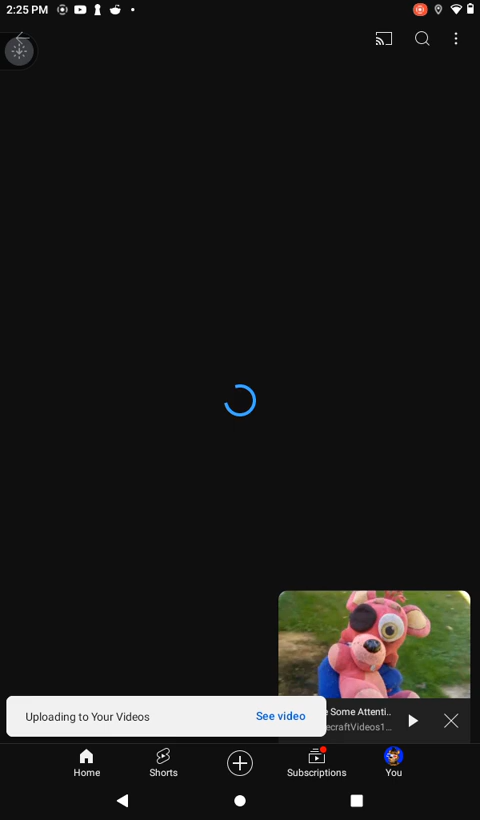 2:25 PM
e Some Attenti..
ecraftVideos1...
Uploading to Your Videos
See video
Home
Shorts
Subscriptions
You